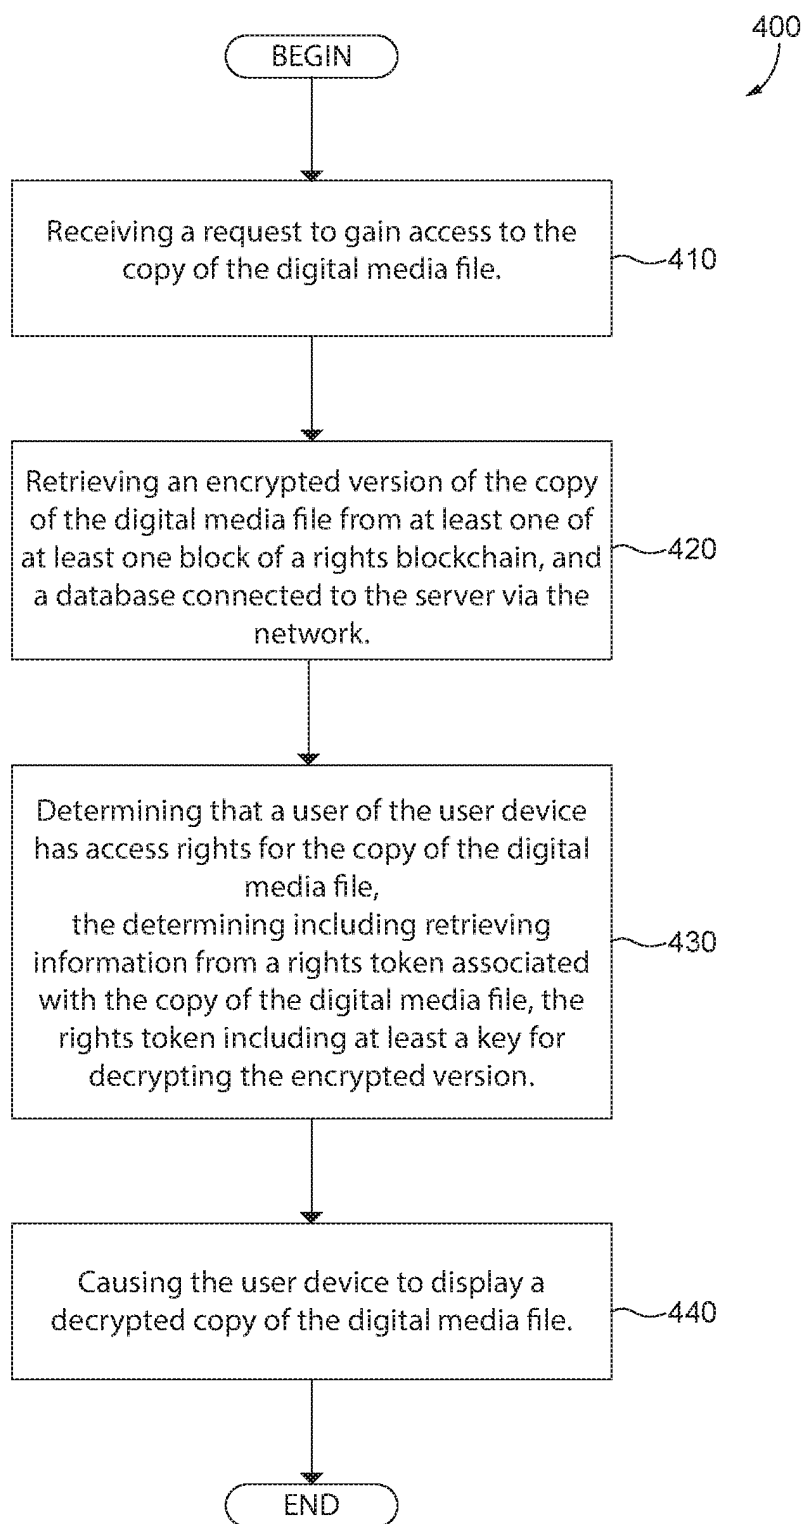 400
BEGIN
Receiving a request to gain access to the
copy of the digital media file.
410
Retrieving an encrypted version of the copy
of the digital media file from at least one of
at least one block of a rights blockchain, and
a database connected to the server via the
network.
420
Determining that a user of the user device
has access rights for the copy of the digital
media file,
the determining including retrieving
information from a rights token associated
with the copy of the digital media file, the
rights token including at least a key for
decrypting the encrypted version.
430
Causing the user device to display a
decrypted copy of the digital media file.
440
END